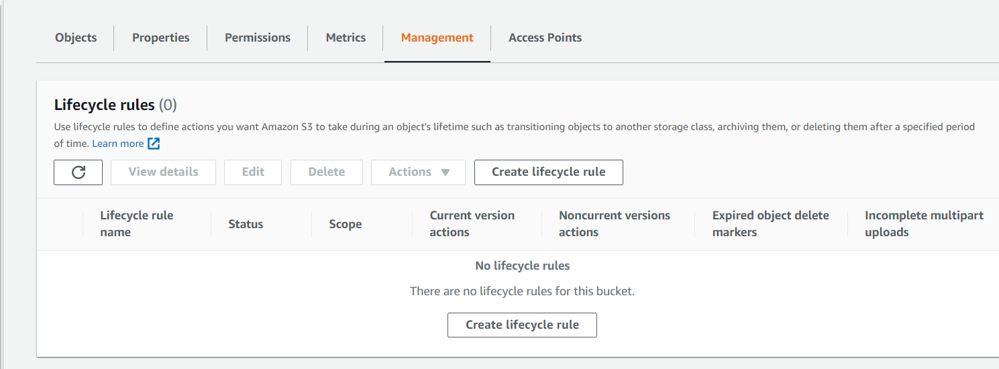 Objects Properties Permissions Metrics Management Access Points
Lifecycle rules (0)
Use lifecycle rules to define actions you want Amazon S3 to take during an object's lifetime such as transitioning objects to another storage class, archiving them, or deleting them after a specified period
of time. Learn more
View details Edit Delete Actions Create lifecycle rule
Lifecycle rule
name
Status
Scope
Current version
actions
Noncurrent versions
actions
Expired object delete
markers
Incomplete multipart
uploads
No lifecycle rules
There are no lifecycle rules for this bucket.
Create lifecycle rule